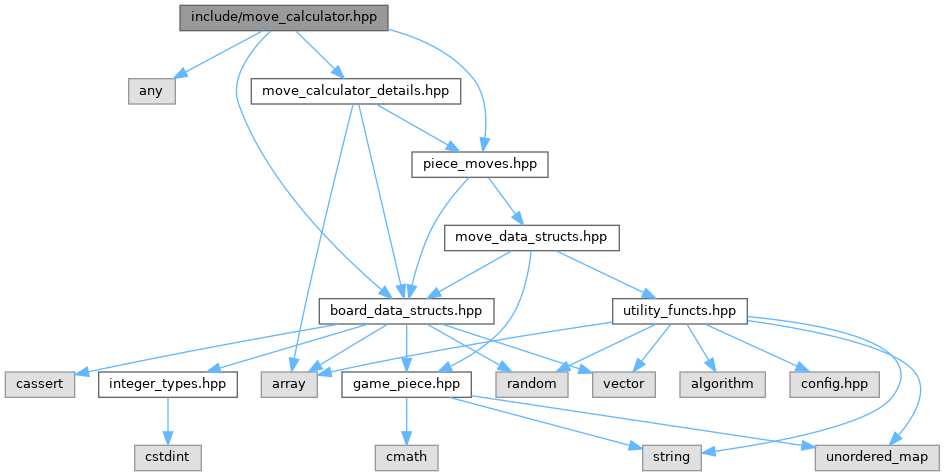 include/move_calculator.hpp
any
move_calculator_details.hpp
piece_moves.hpp
move_data_structs.hpp
board_data_structs.hpp
utility_functs.hpp
cassert
integer_types.hpp
array
game_piece.hpp
random
vector
algorithm
config.hpp
cstdint
cmath
string
unordered_map